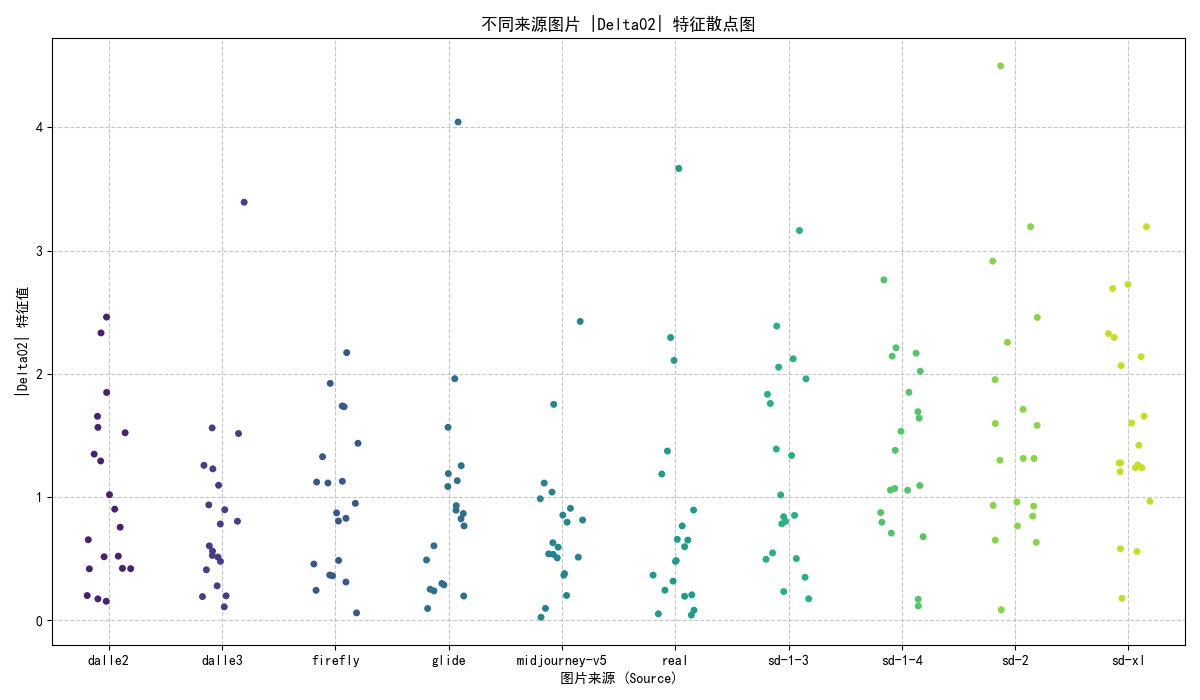 不同来源图片 |Delta02| 特征散点图
|Delta02| 特征值
4
3
2
1
0
dalle2 dalle3 firefly glide midjourney-v5 real sd-1-3 sd-1-4 sd-2 sd-xl
图片来源 (Source)